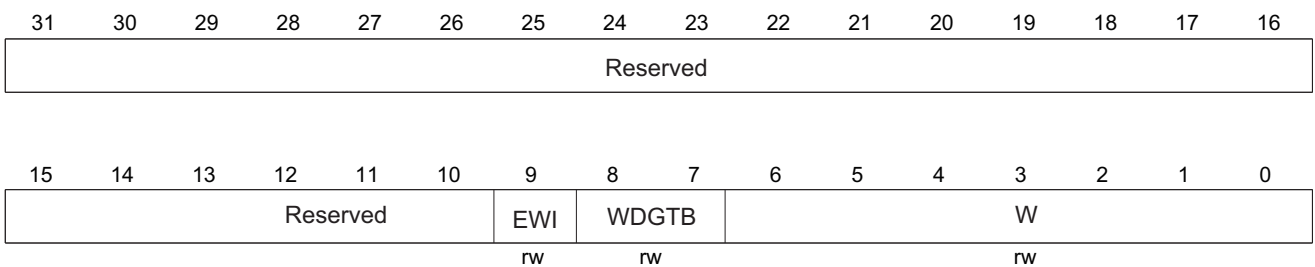 31 30 29 28 27 26 25 24 23 22 21 20 19 18 17 16
Reserved
15 14 13 12 11 10 9 8 7 6 5 4 3 2 1 0
Reserved EWI WDGTB W
rw rw rw